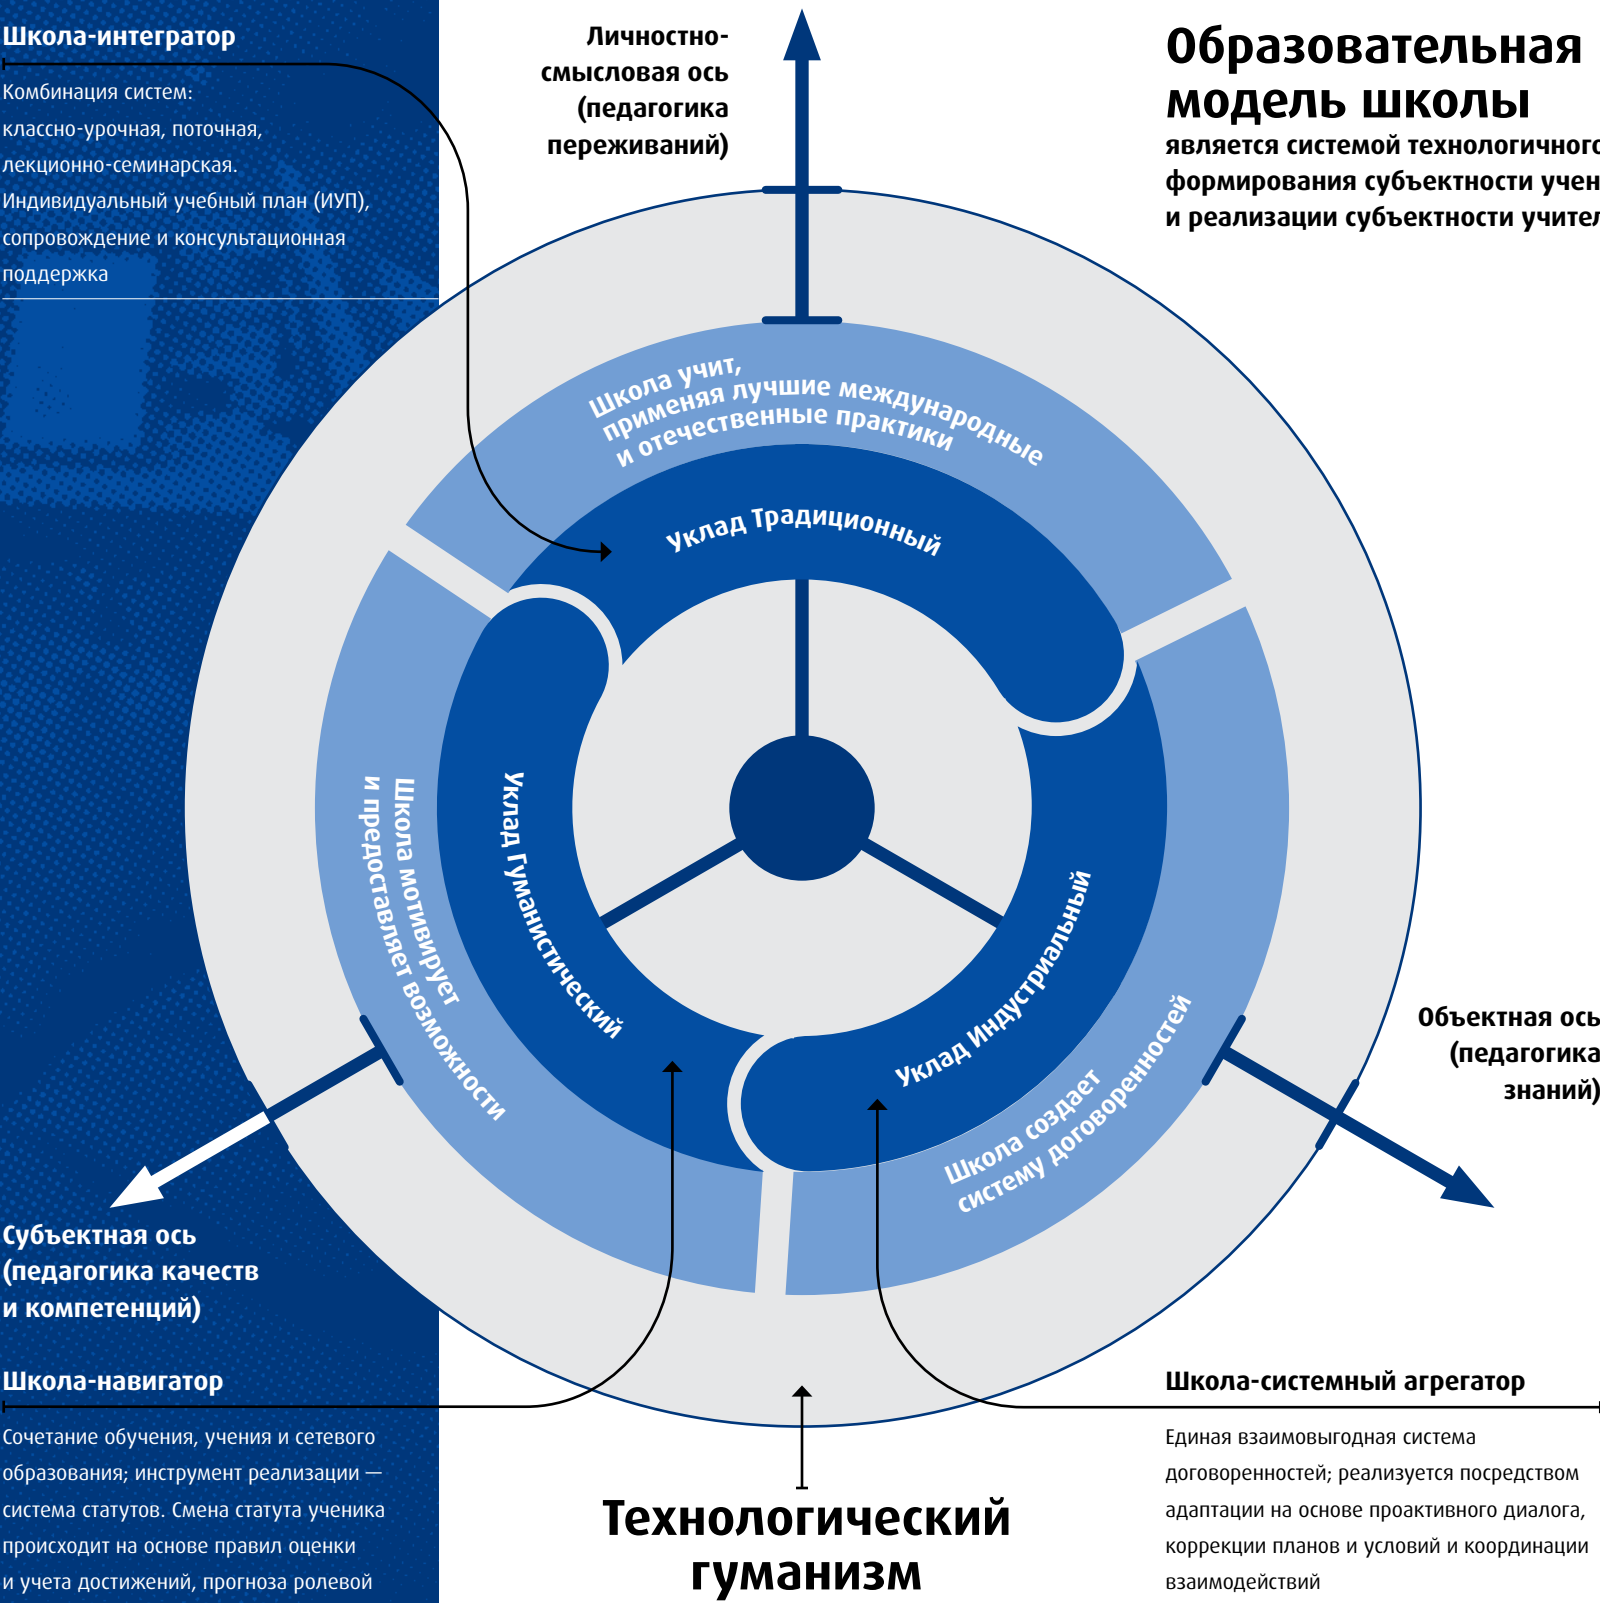 Школа-интегратор
Комбинация систем:
классно-урочная, поточная,
лекционно-семинарская.
Индивидуальный учебный план (ИУП),
сопровождение и консультационная
поддержка
Личностно-
смысловая ось
(педагогика
переживаний)
Образовательная
модель школы
является системой технологичного
формирования субъектности
и реализации субъектности
Школа учит,
применяя лучшие международные
и отечественные практики
Уклад Традиционный
Уклад Гуманистический
Школа мотивирует
и предоставляет возможности
Уклад Индустриальный
Школа создает
систему договоренностей
Объектная ось
(педагогика
знаний)
Субъектная ось
(педагогика качеств
и компетенций)
Школа-навигатор
Сочетание обучения, учения и сетевого
образования; инструмент реализации —
система статутов. Смена статута ученика
происходит на основе правил оценки
и учета достижений, прогноза ролевой
Технологический
гуманизм
Школа-системный агрегатор
Единая взаимовыгодная система
договоренностей; реализуется посредством
адаптации на основе проактивного диалога,
коррекции планов и условий и координации
взаимодействий